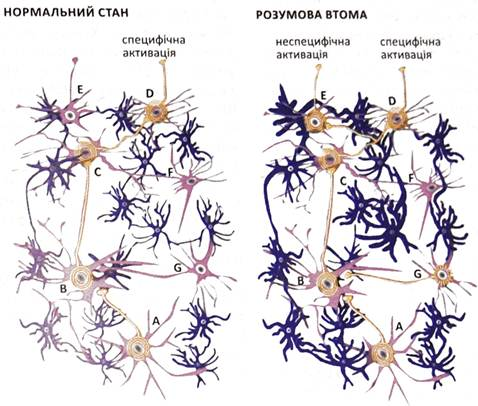 НОРМАЛЬНИЙ СТАН
специфічна
активація
E
D
C
F
B
G
A
РОЗУМОВА ВТОМА
неспецифічна
активація
специфічна
активація
E
D
C
F
B
G
A